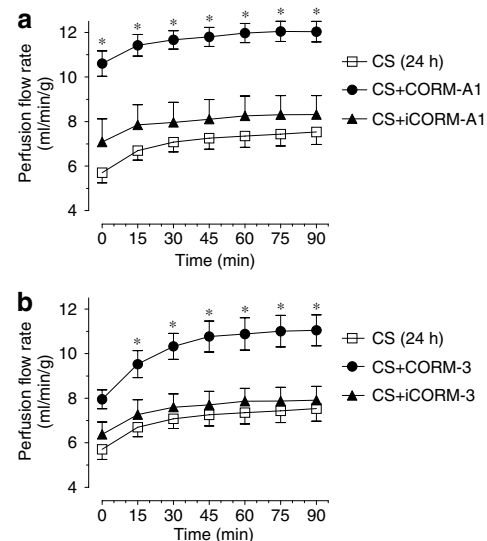 a
Perfusion flow rate
(ml/min/g)
12
10
8
6
4
* * * * * * *
0 15 30 45 60 75 90
Time (min)
CS (24 h)
CS+CORM-A1
CS+iCORM-A1
b
Perfusion flow rate
(ml/min/g)
12
10
8
6
4
* * * * * *
0 15 30 45 60 75 90
Time (min)
CS (24 h)
CS+CORM-3
CS+iCORM-3